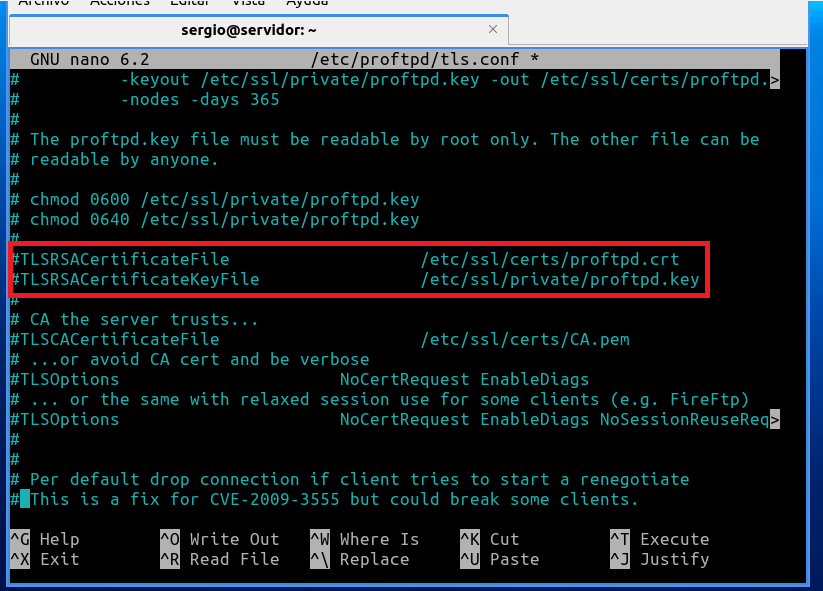 Archivo Acciones Editar Vista Ayuda
sergio@servidor: ~ ×
GNU nano 6.2 /etc/proftpd/tls.conf *
# -keyout /etc/ssl/private/proftpd.key -out /etc/ssl/certs/proftpd.>
# -nodes -days 365
#
# The proftpd.key file must be readable by root only. The other file can be
# readable by anyone.
#
# chmod 0600 /etc/ssl/private/proftpd.key
# chmod 0640 /etc/ssl/private/proftpd.key
#
#TLSRSACertificateFile /etc/ssl/certs/proftpd.crt
#TLSRSACertificateKeyFile /etc/ssl/private/proftpd.key
#
# CA the server trusts...
#TLSCACertificateFile /etc/ssl/certs/CA.pem
# ...or avoid CA cert and be verbose
#TLSOptions NoCertRequest EnableDiags
# ... or the same with relaxed session use for some clients (e.g. FireFtp)
#TLSOptions NoCertRequest EnableDiags NoSessionReuseReq>
#
#
# Per default drop connection if client tries to start a renegotiate
# This is a fix for CVE-2009-3555 but could break some clients.
^G Help ^O Write Out ^W Where Is ^K Cut ^T Execute
^X Exit ^R Read File ^\ Replace ^U Paste ^J Justify